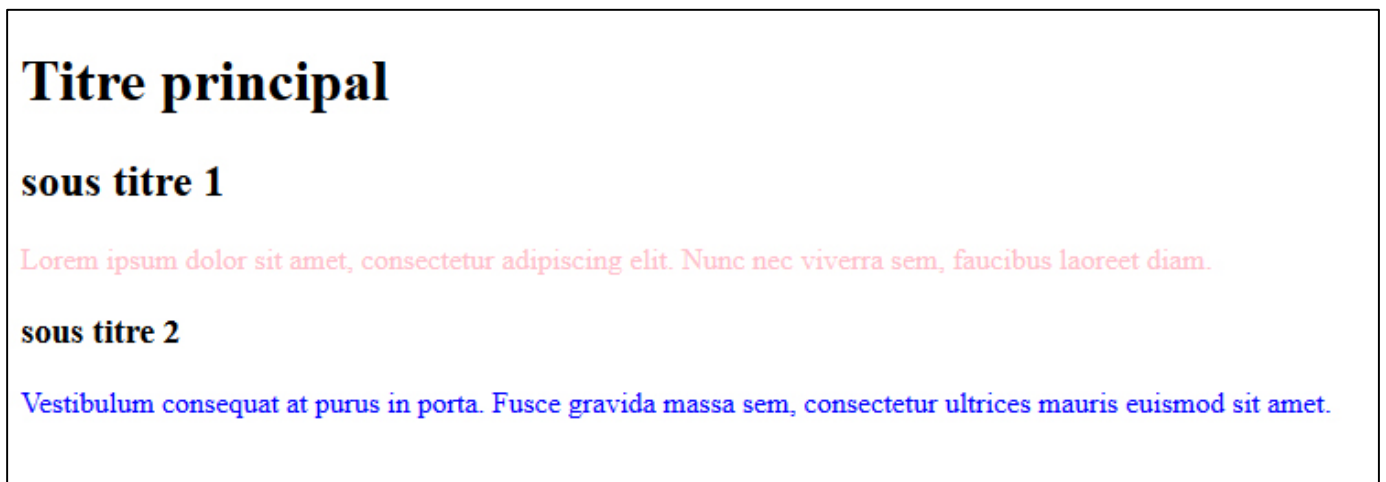 Titre principal
sous titre 1
Lorem ipsum dolor sit amet, consectetur adipiscing elit. Nunc nec viverra sem, faucibus laoreet diam.
sous titre 2
Vestibulum consequat at purus in porta. Fusce gravida massa sem, consectetur ultrices mauris euismod sit amet.